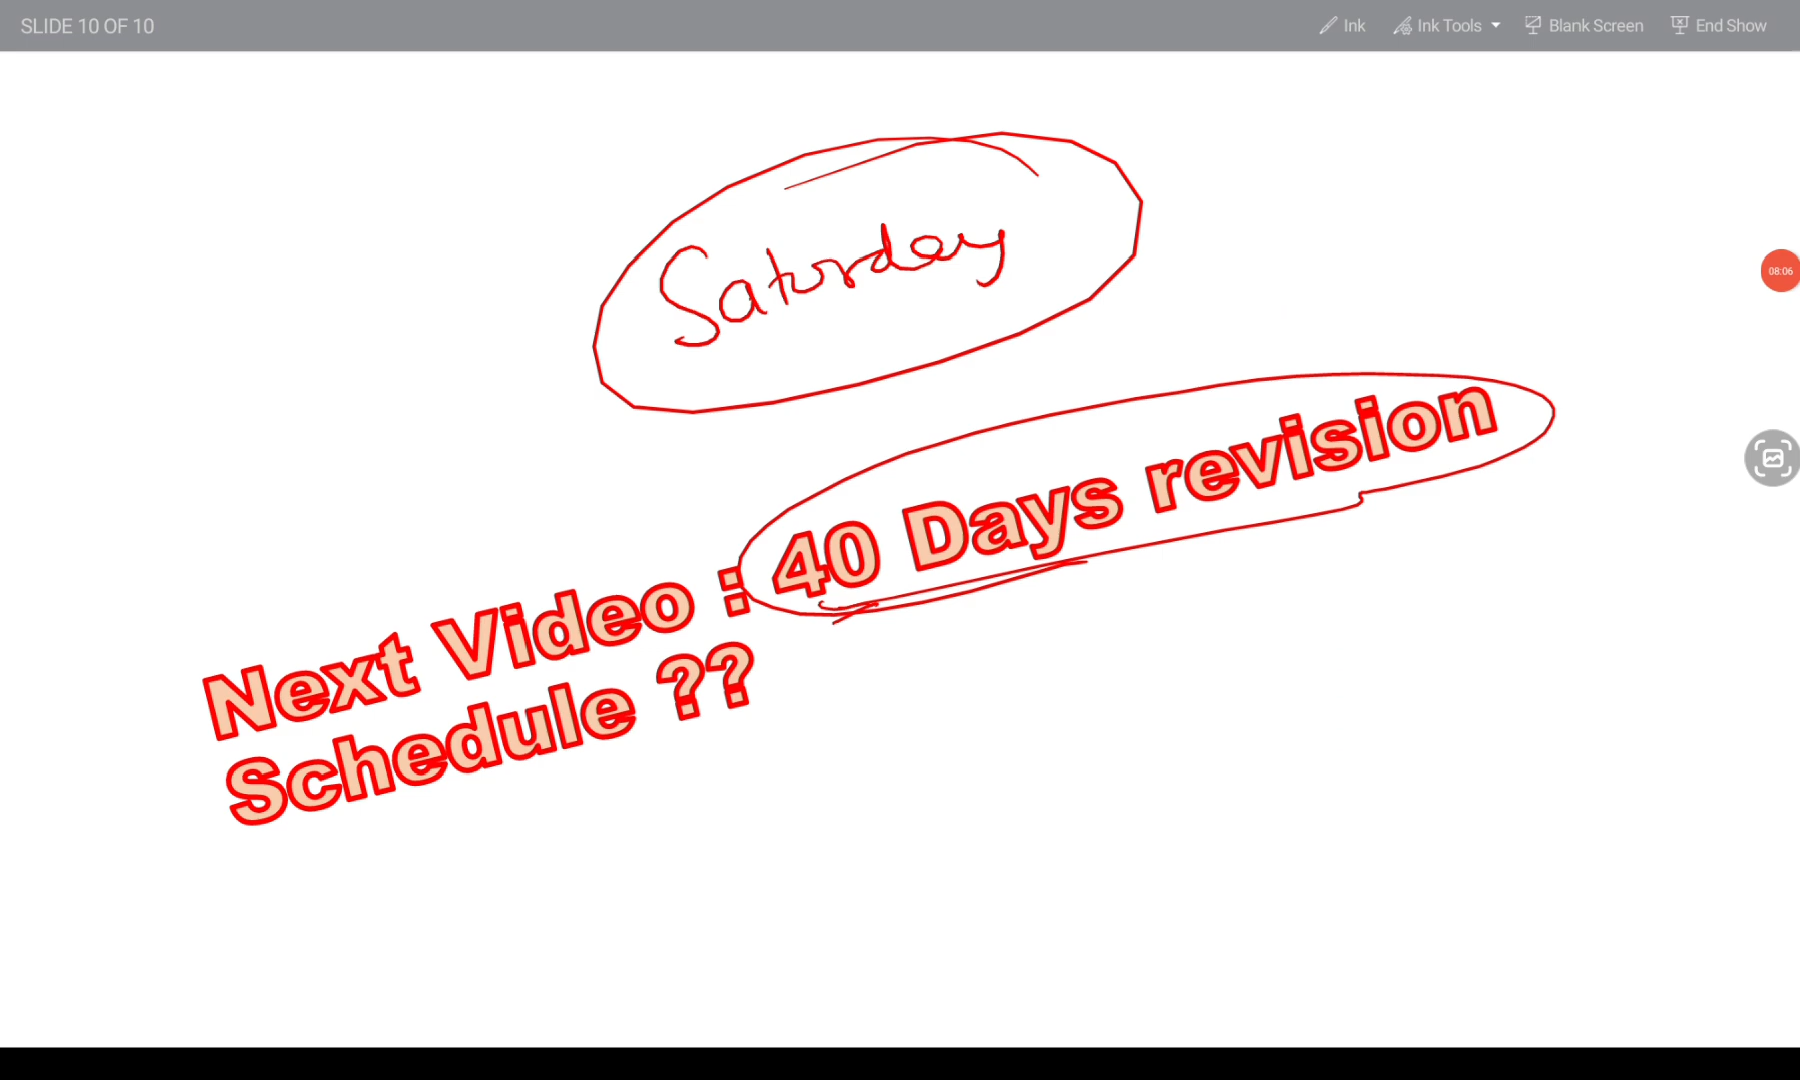 SLIDE 10 OF 10
Ink
Ink Tools
Blank Screen
End Show
Saturday
08:06
Next Video : 40 Days revision
Schedule ??